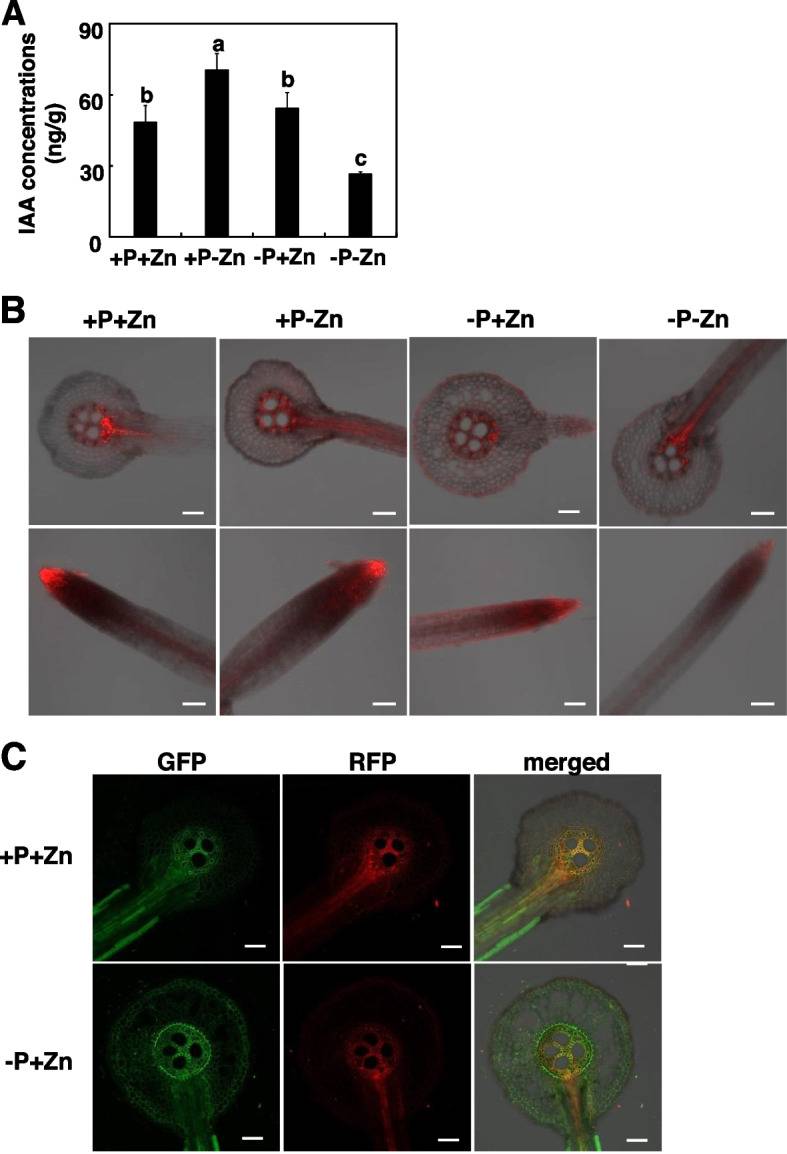 A
IAA concentrations
(ng/g)
90
60
30
0
b
a
b
c
+P+Zn +P-Zn -P+Zn -P-Zn
B
+P+Zn +P-Zn -P+Zn -P-Zn
C
GFP RFP merged
+P+Zn
-P+Zn